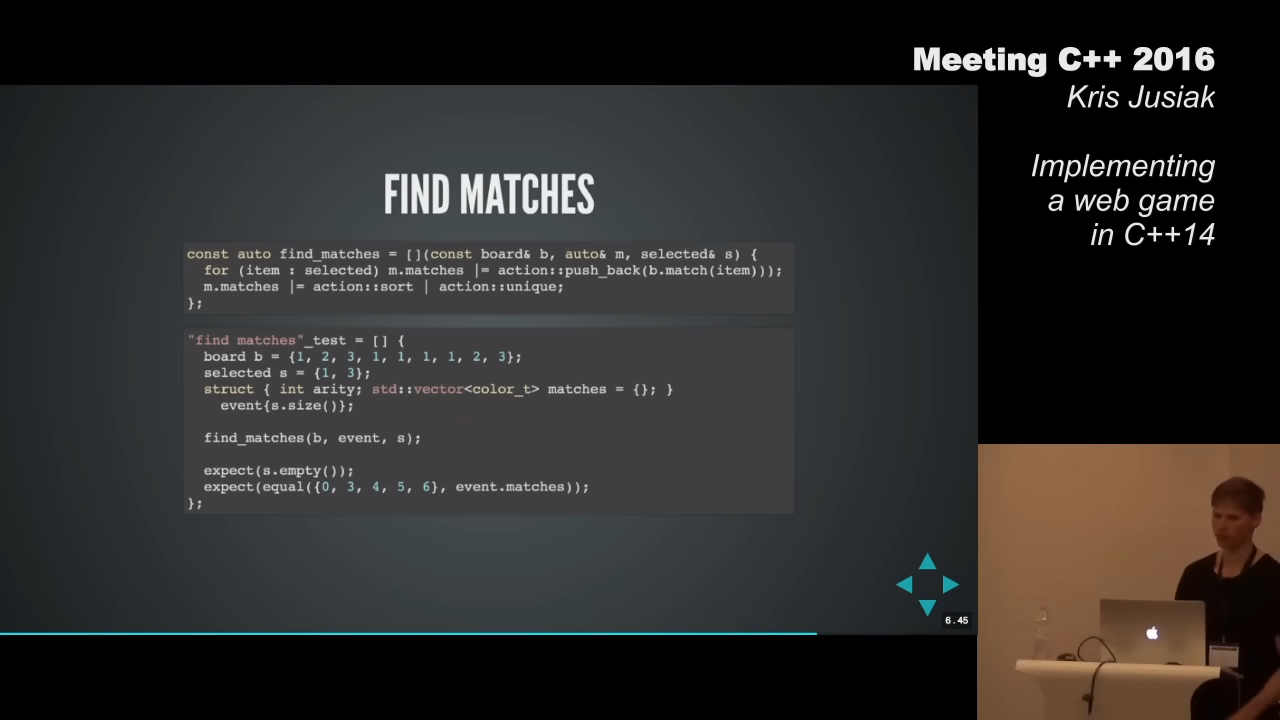 Meeting C++ 2016
Kris Jusiak
Implementing
a web game
in C++14
FIND MATCHES
const auto find_matches = [](const board& b, auto& m, selected& s) {
for (item : selected) m.matches |= action::push_back(b.match(item)));
m.matches |= action::sort | action::unique;
};
"find matches"_test = [] {
board b = {1, 2, 3, 1, 1, 1, 1, 2, 3};
selected s = {1, 3};
struct { int arity; std::vector<color_t> matches = {}; }
event{s.size()};
find_matches(b, event, s);
expect(s.empty());
expect(equal({0, 3, 4, 5, 6}, event.matches));
};
6.45